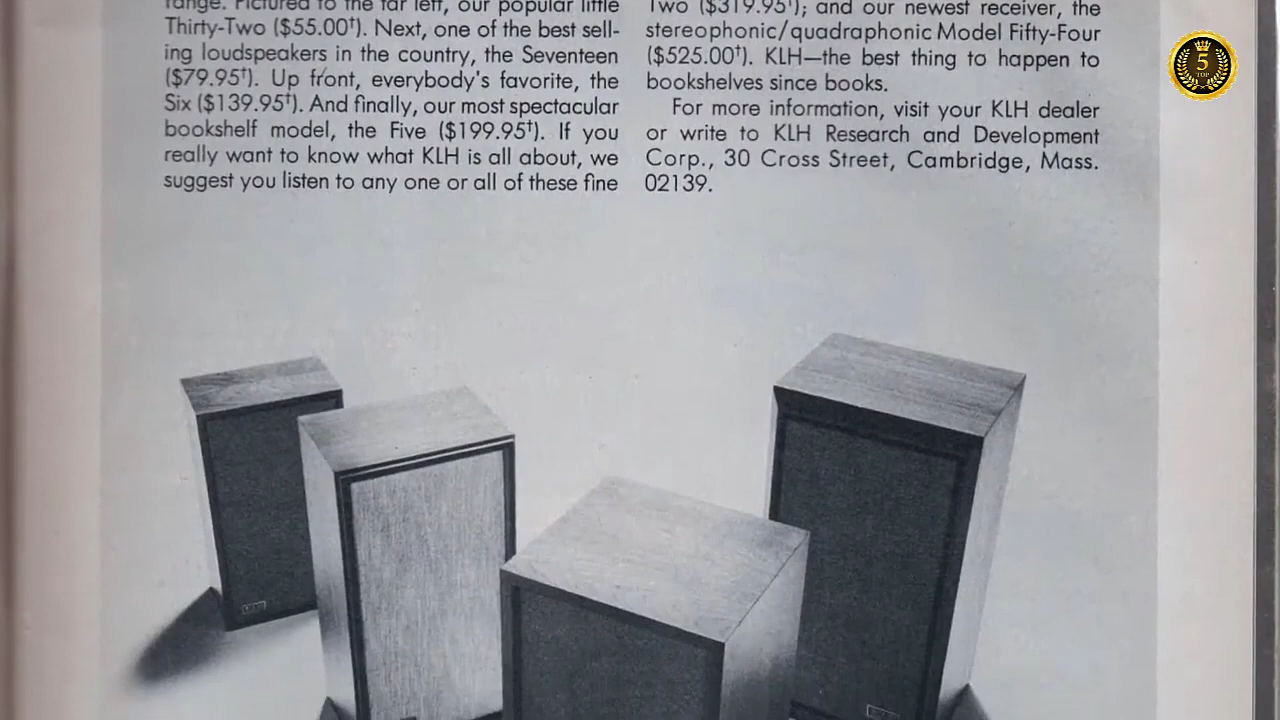 range. Pictured to the far left, our popular little
Thirty-Two ($55.00†). Next, one of the best sell-
ing loudspeakers in the country, the Seventeen
($79.95†). Up front, everybody's favorite, the
Six ($139.95†). And finally, our most spectacular
bookshelf model, the Five ($199.95†). If you
really want to know what KLH is all about, we
suggest you listen to any one or all of these fine
Two ($319.95†); and our newest receiver, the
stereophonic/quadraphonic Model Fifty-Four
($525.00†). KLH—the best thing to happen to
bookshelves since books.
For more information, visit your KLH dealer
or write to KLH Research and Development
Corp., 30 Cross Street, Cambridge, Mass.
02139.
5
TOP
KLH